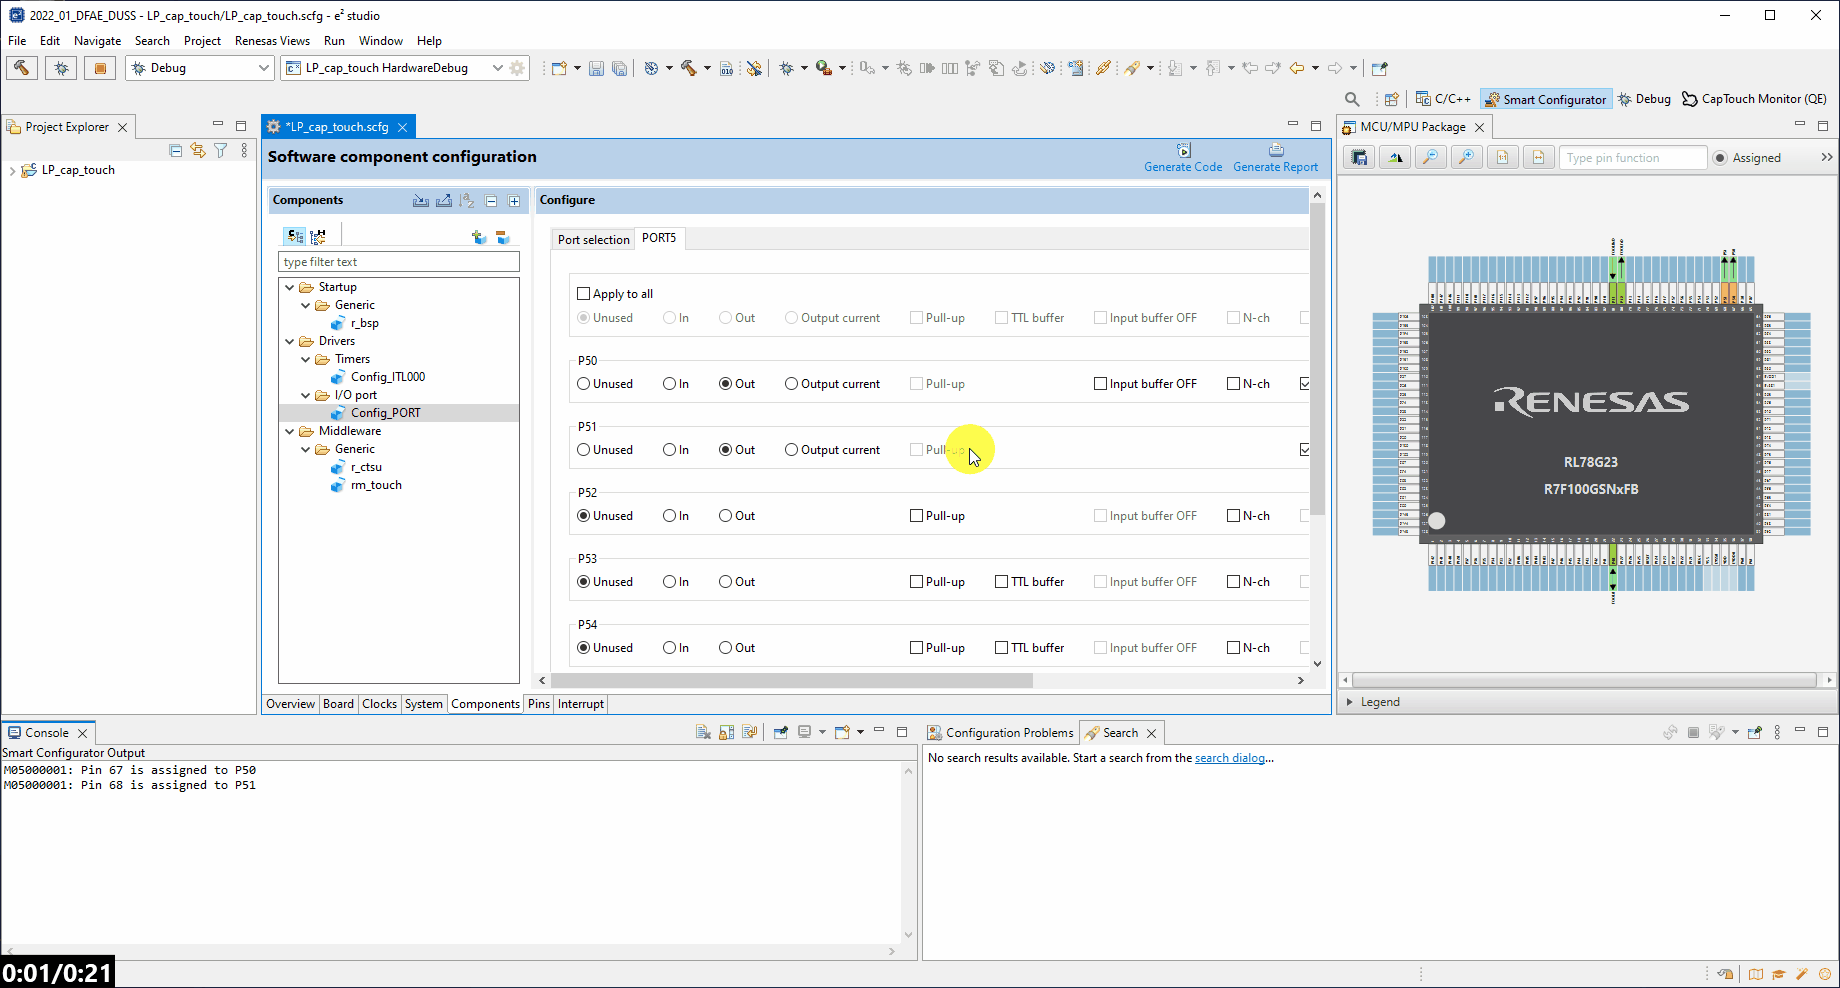 2022_01_DFAE_DUSS - LP_cap_touch/LP_cap_touch.scfg - e² studio
File Edit Navigate Search Project Renesas Views Run Window Help
Debug LP_cap_touch HardwareDebug
C/C++ Smart Configurator Debug CapTouch Monitor (QE)
Project Explorer
LP_cap_touch
*LP_cap_touch.scfg
Software component configuration
Generate Code Generate Report
Components
type filter text
Startup
Generic
r_bsp
Drivers
Timers
Config_ITL000
I/O port
Config_PORT
Middleware
Generic
r_ctsu
rm_touch
Configure
Port selection PORT5
Apply to all
Unused In Out Output current Pull-up TTL buffer Input buffer OFF N-ch
P50
Unused In Out Output current Pull-up Input buffer OFF N-ch
P51
Unused In Out Output current Pull-up
P52
Unused In Out Pull-up Input buffer OFF N-ch
P53
Unused In Out Pull-up TTL buffer Input buffer OFF N-ch
P54
Unused In Out Pull-up TTL buffer Input buffer OFF N-ch
Overview Board Clocks System Components Pins Interrupt
MCU/MPU Package
Type pin function Assigned
RENESAS
RL78G23
R7F100GSNxFB
Legend
Console
Smart Configurator Output
M05000001: Pin 67 is assigned to P50
M05000001: Pin 68 is assigned to P51
Configuration Problems Search
No search results available. Start a search from the search dialog...
0:01/0:21